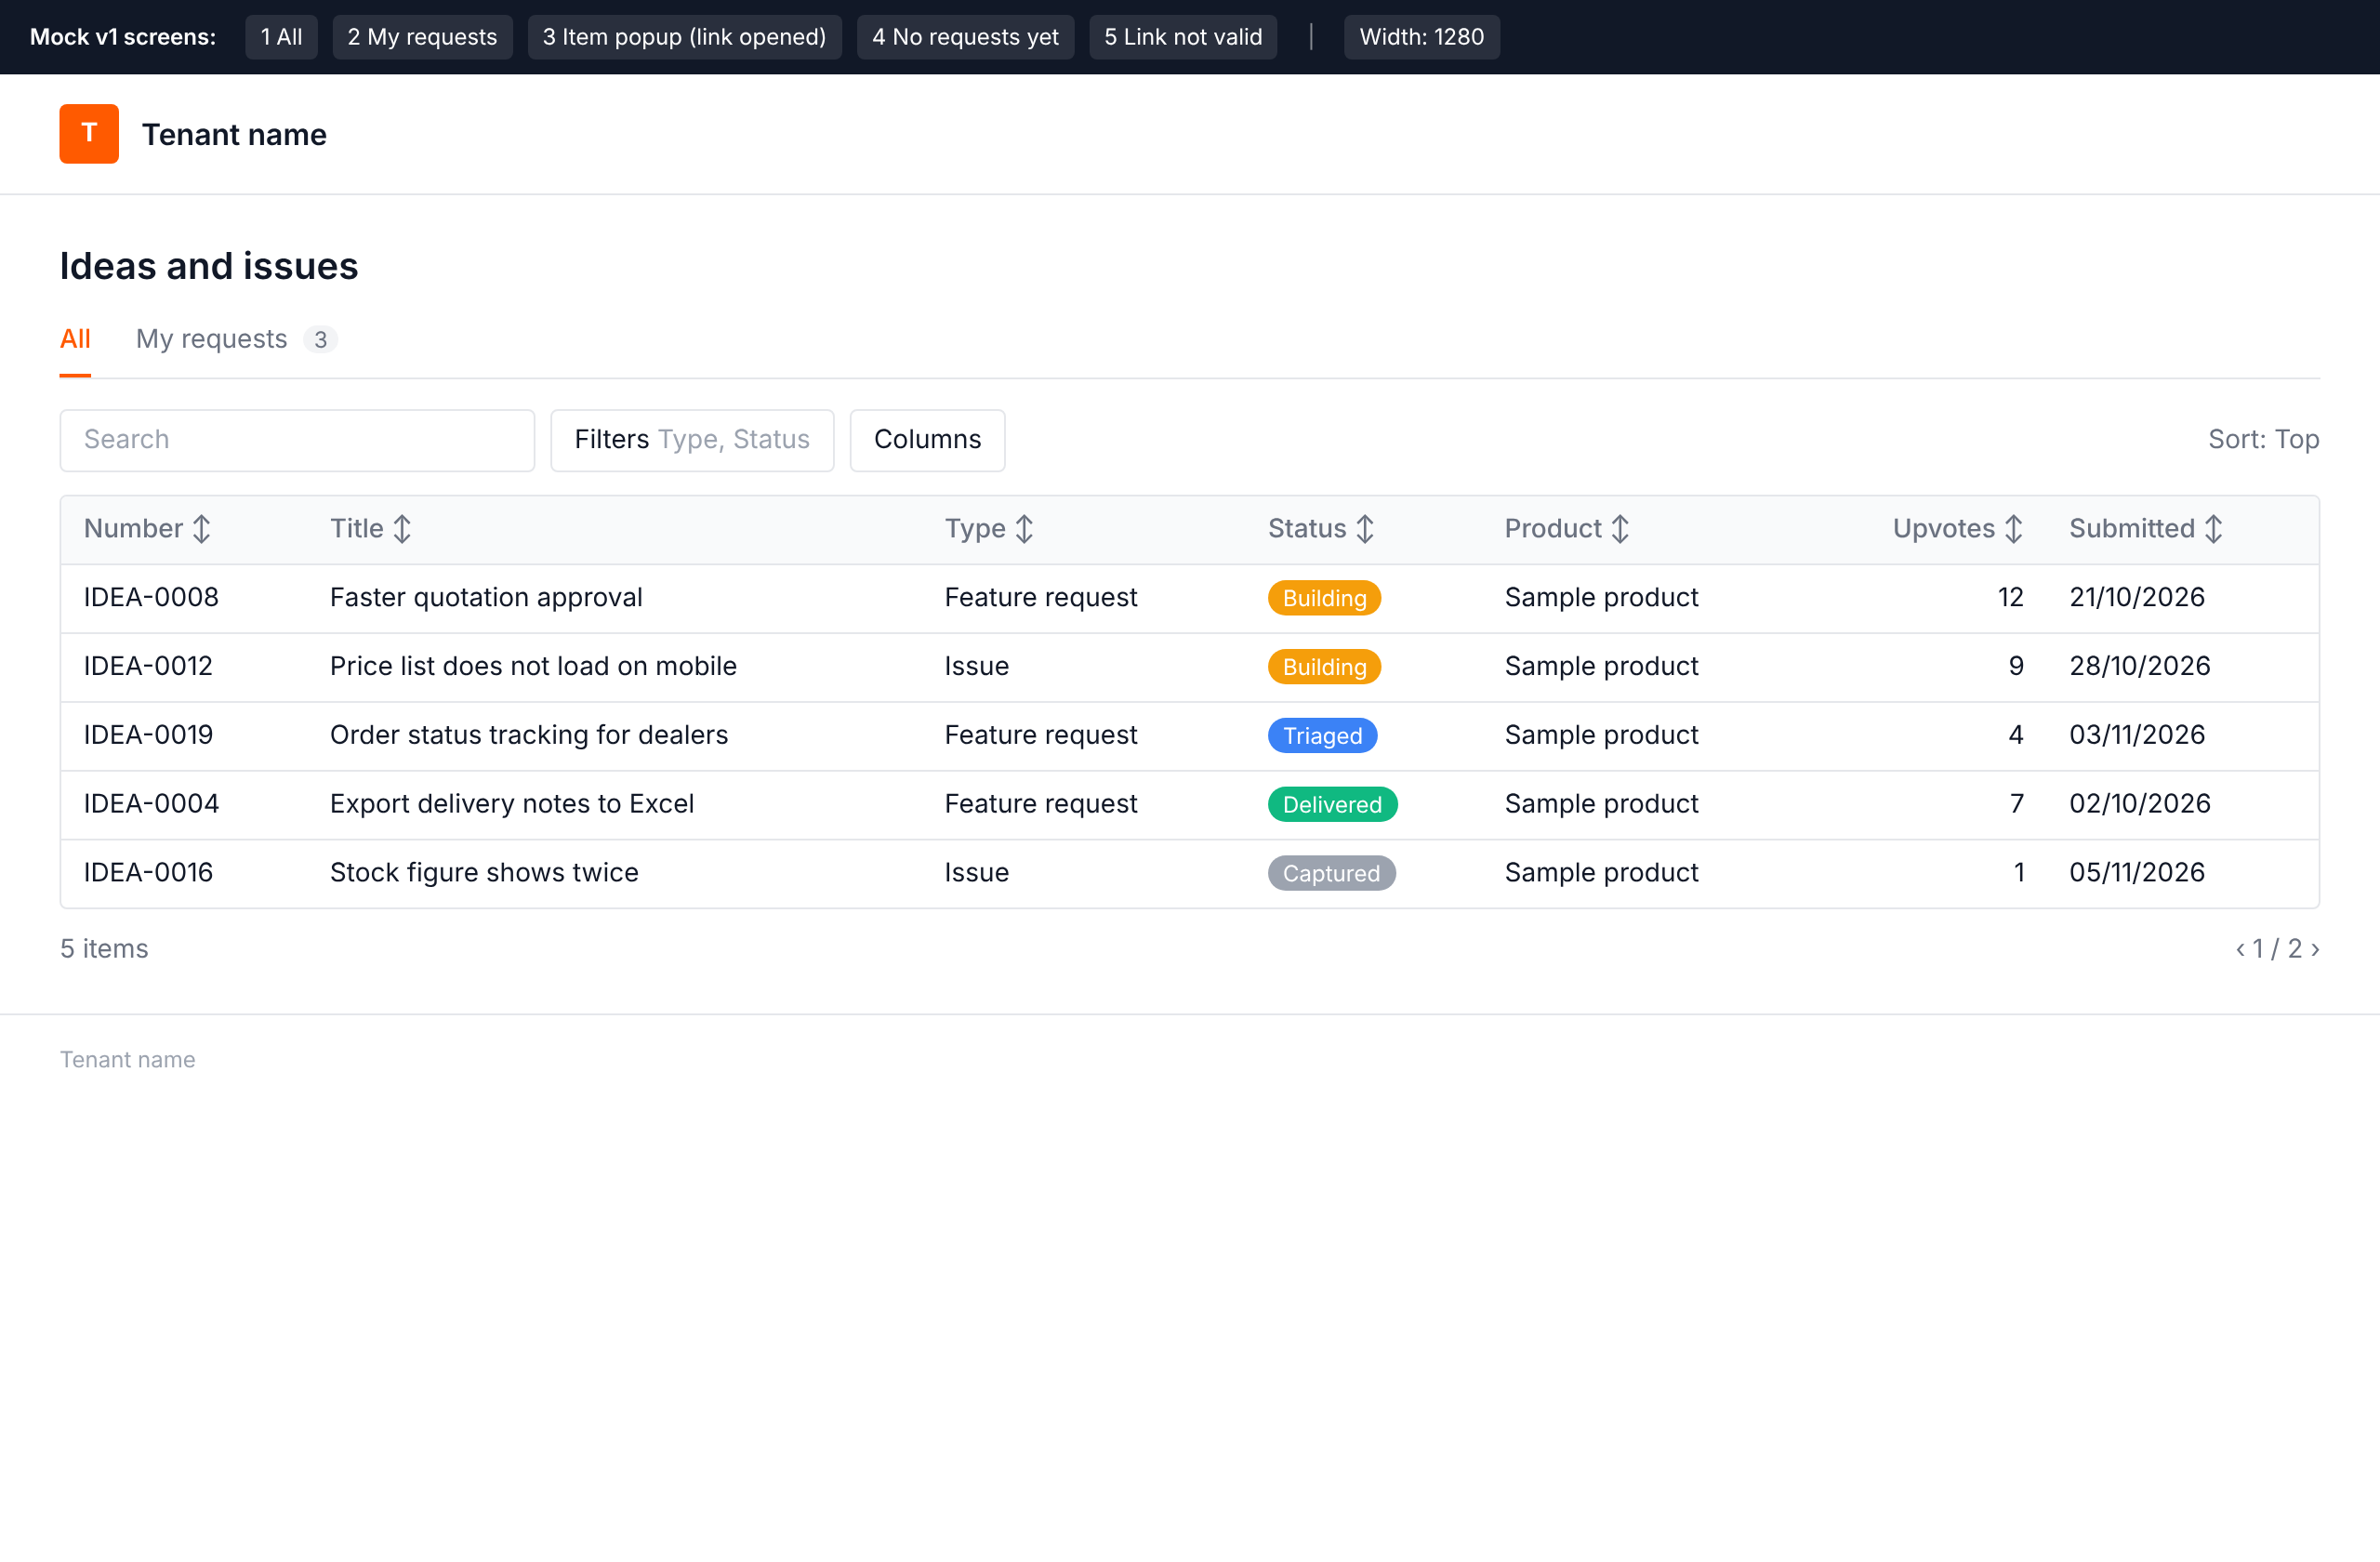 Mock v1 screens: 1 All 2 My requests 3 Item popup (link opened) 4 No requests yet 5 Link not valid | Width: 1280
T Tenant name
Ideas and issues
All My requests 3
Search Filters Type, Status Columns Sort: Top
Number ↕ Title ↕ Type ↕ Status ↕ Product ↕ Upvotes ↕ Submitted ↕
IDEA-0008 Faster quotation approval Feature request Building Sample product 12 21/10/2026
IDEA-0012 Price list does not load on mobile Issue Building Sample product 9 28/10/2026
IDEA-0019 Order status tracking for dealers Feature request Triaged Sample product 4 03/11/2026
IDEA-0004 Export delivery notes to Excel Feature request Delivered Sample product 7 02/10/2026
IDEA-0016 Stock figure shows twice Issue Captured Sample product 1 05/11/2026
5 items ‹ 1 / 2 ›
Tenant name